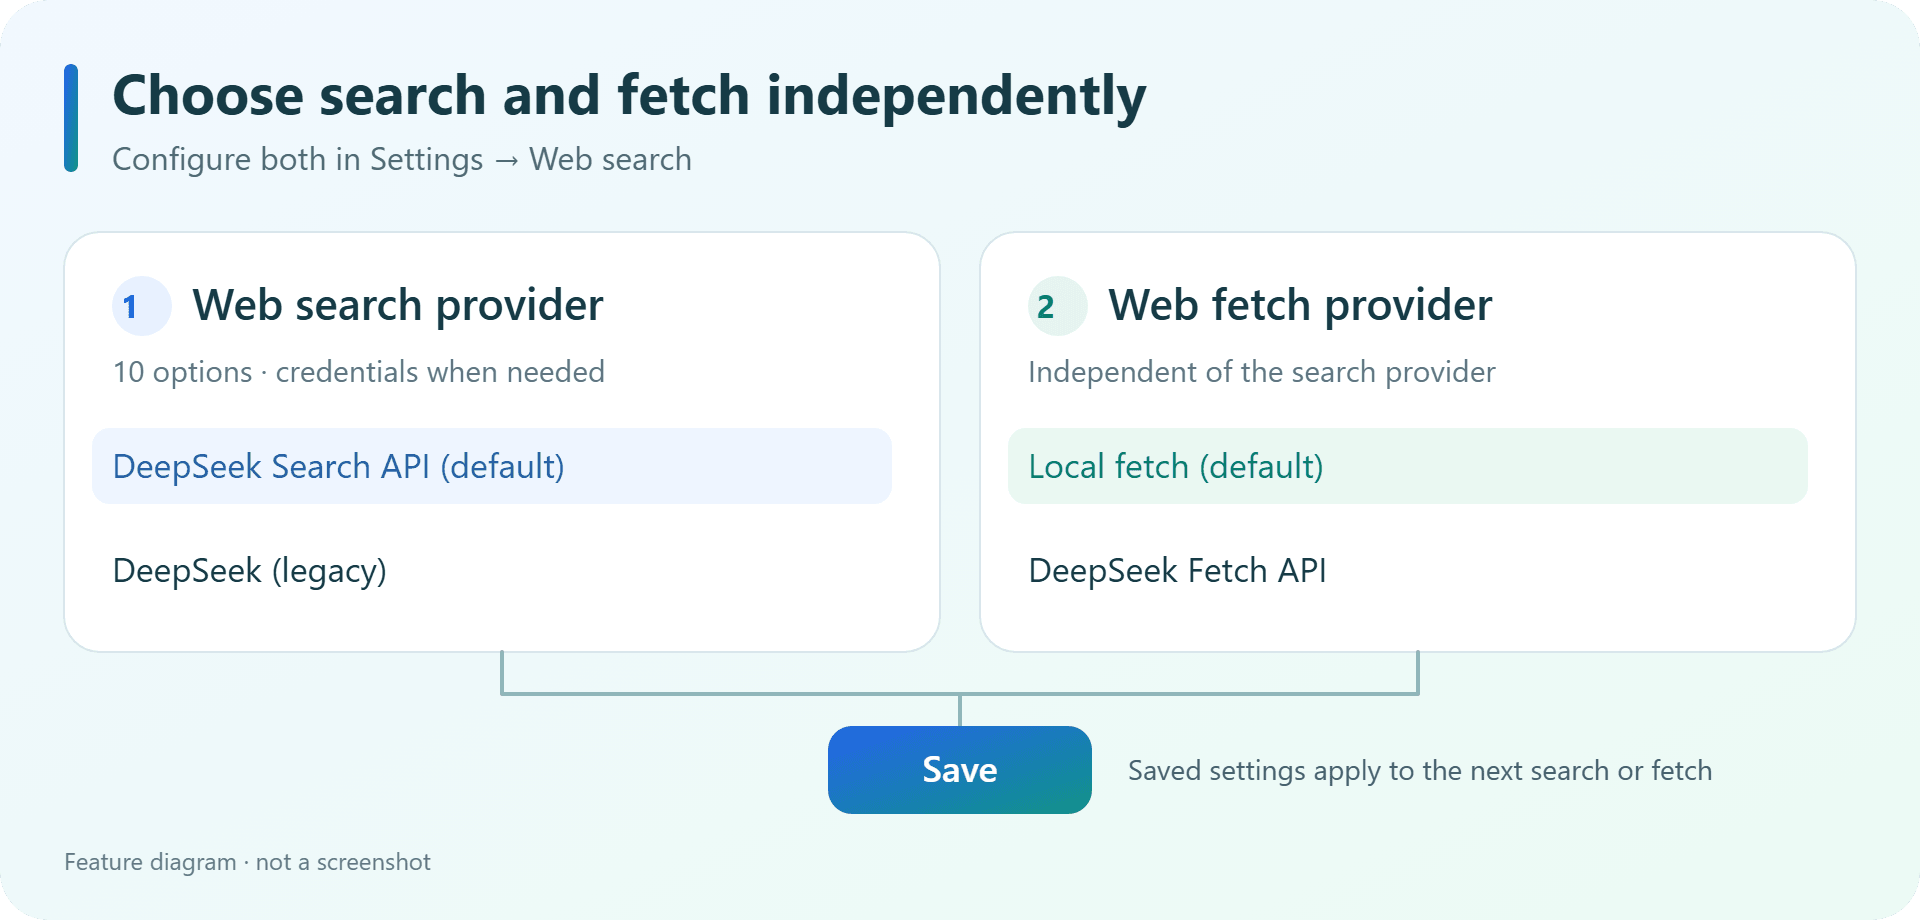 Choose search and fetch independently
Configure both in Settings → Web search
1 Web search provider
10 options · credentials when needed
DeepSeek Search API (default)
DeepSeek (legacy)
2 Web fetch provider
Independent of the search provider
Local fetch (default)
DeepSeek Fetch API
Save
Saved settings apply to the next search or fetch
Feature diagram · not a screenshot